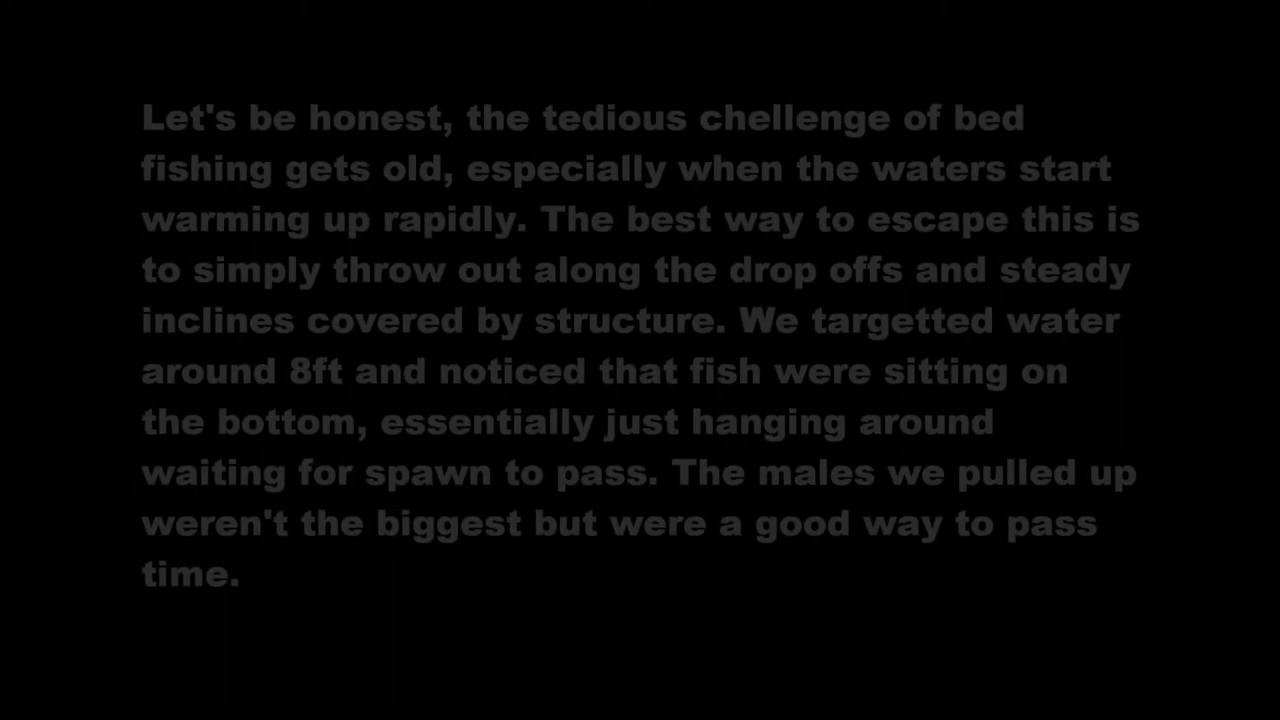 Let's be honest, the tedious chellenge of bed
fishing gets old, especially when the waters start
warming up rapidly. The best way to escape this is
to simply throw out along the drop offs and steady
inclines covered by structure. We targetted water
around 8ft and noticed that fish were sitting on
the bottom, essentially just hanging around
waiting for spawn to pass. The males we pulled up
weren't the biggest but were a good way to pass
time.